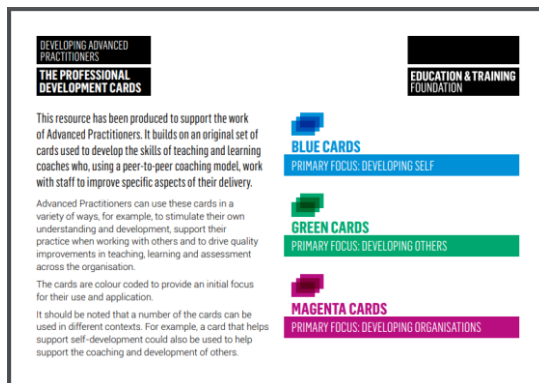 DEVELOPING ADVANCED
PRACTITIONERS
THE PROFESSIONAL
DEVELOPMENT CARDS
EDUCATION & TRAINING
FOUNDATION
This resource has been produced to support the work
of Advanced Practitioners. It builds on an original set of
cards used to develop the skills of teaching and learning
coaches who, using a peer-to-peer coaching model, work
with staff to improve specific aspects of their delivery.
Advanced Practitioners can use these cards in a
variety of ways, for example, to stimulate their own
understanding and development, support their
practice when working with others and to drive quality
improvements in teaching, learning and assessment
across the organisation.
The cards are colour coded to provide an initial focus
for their use and application.
It should be noted that a number of the cards can be
used in different contexts. For example, a card that helps
support self-development could also be used to help
support the coaching and development of others.
BLUE CARDS
PRIMARY FOCUS: DEVELOPING SELF
GREEN CARDS
PRIMARY FOCUS: DEVELOPING OTHERS
MAGENTA CARDS
PRIMARY FOCUS: DEVELOPING ORGANISATIONS